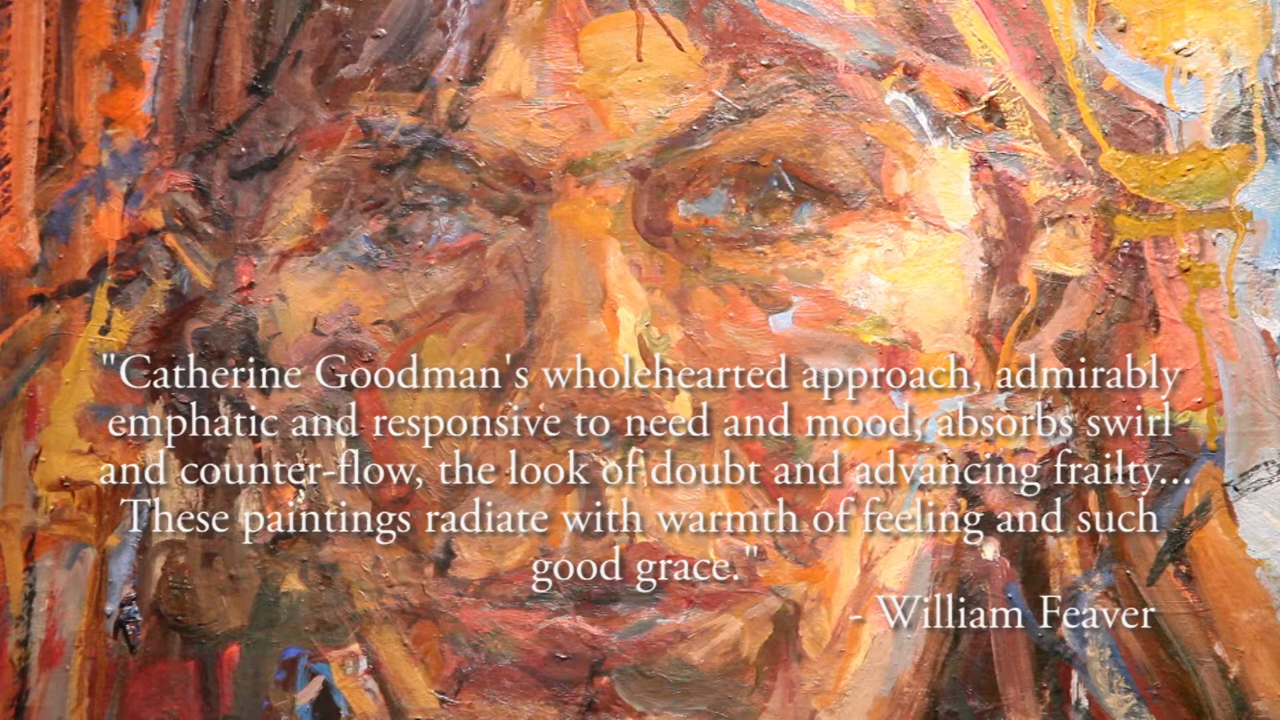 "Catherine Goodman's wholehearted approach, admirably
emphatic and responsive to need and mood, absorbs swirl
and counter-flow, the look of doubt and advancing frailty...
These paintings radiate with warmth of feeling and such
good grace."
- William Feaver